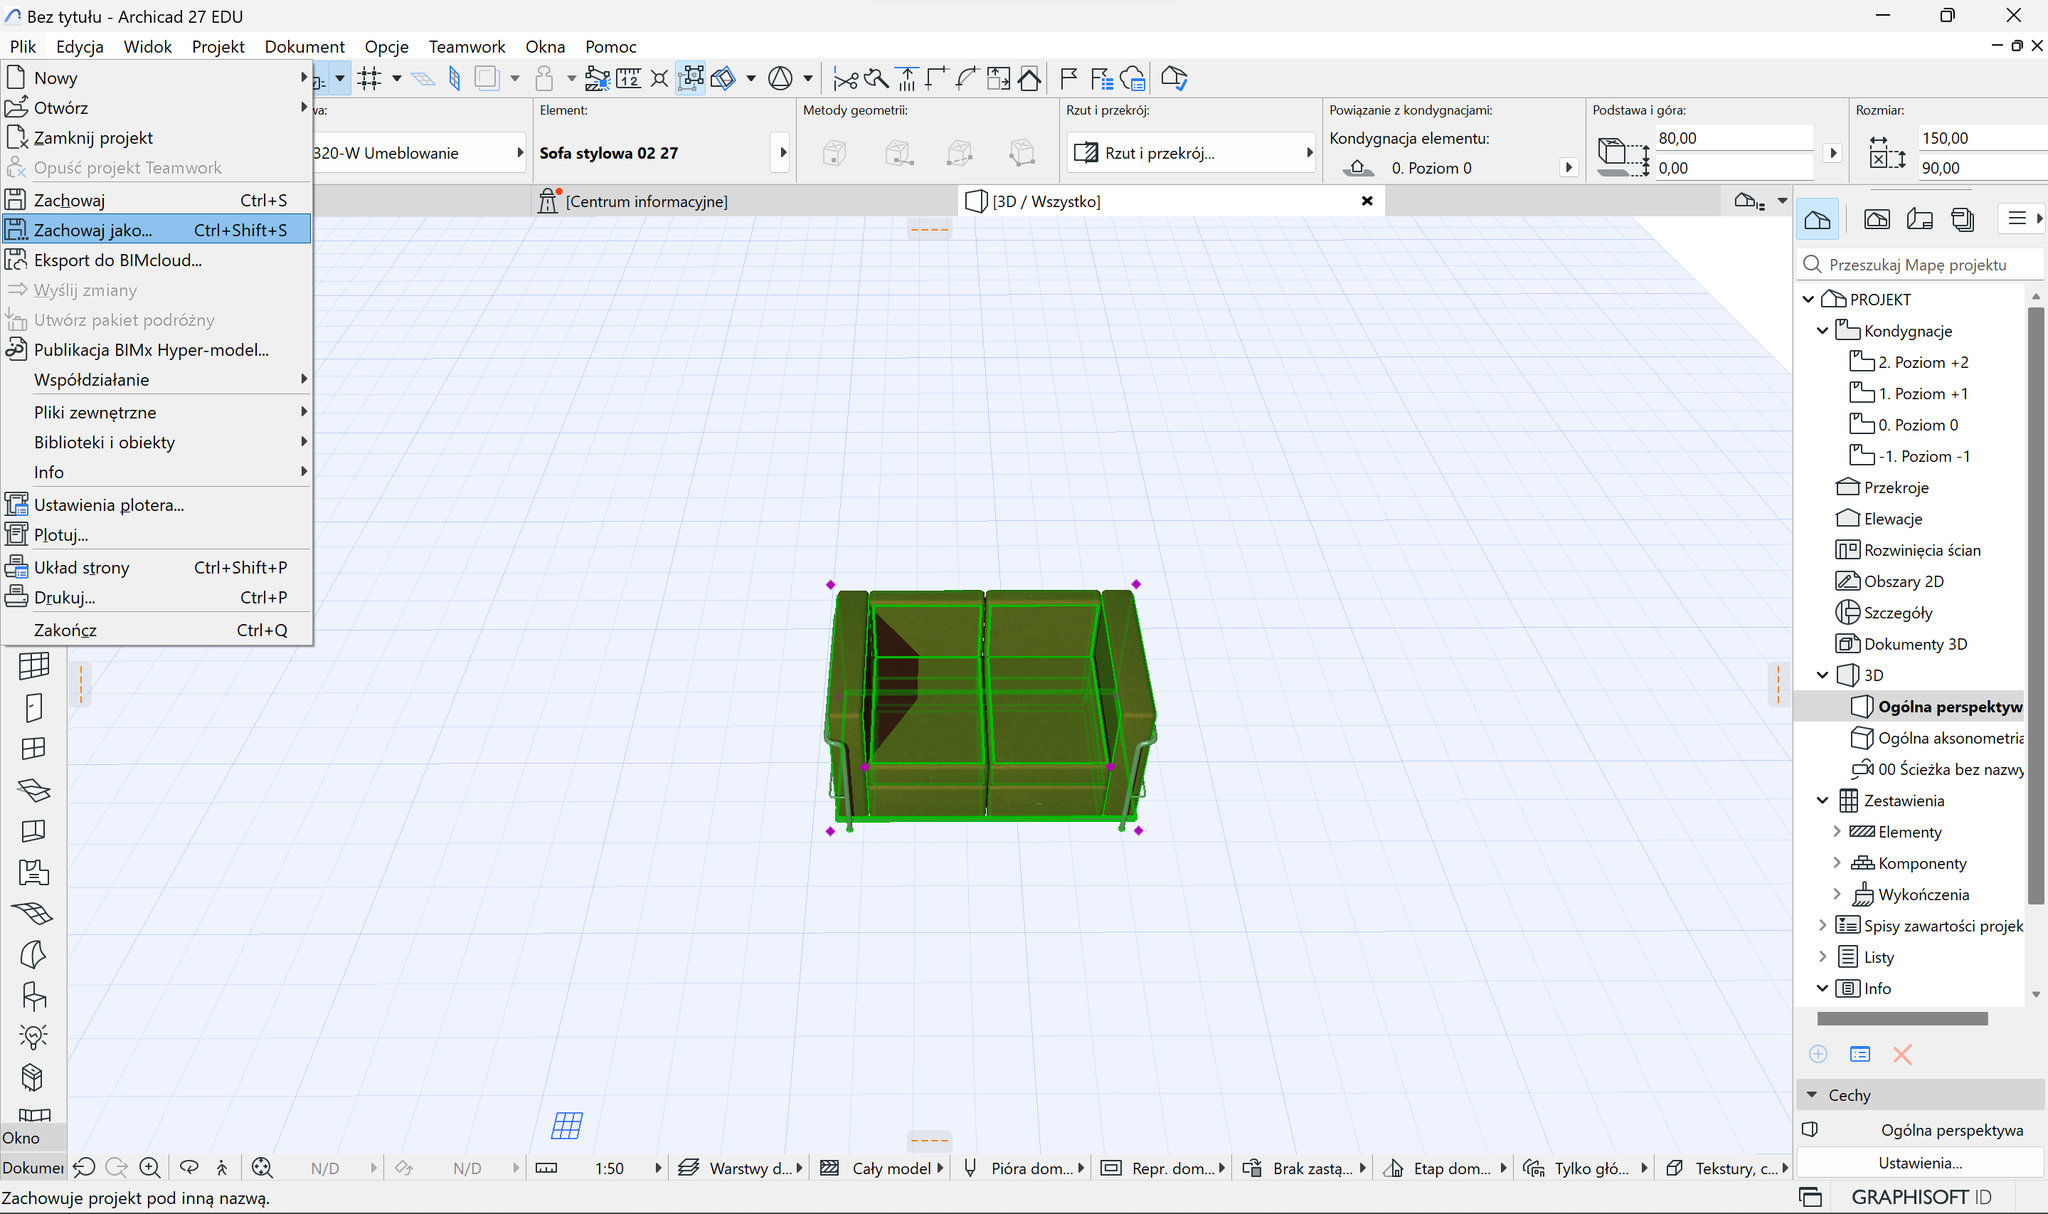 Bez tytułu - Archicad 27 EDU
Plik Edycja Widok Projekt Dokument Opcje Teamwork Okna Pomoc
Nowy
Otwórz
Zamknij projekt
Opuść projekt Teamwork
Zachowaj Ctrl+S
Zachowaj jako... Ctrl+Shift+S
Eksport do BIMcloud...
Wyślij zmiany
Utwórz pakiet podróżny
Publikacja BIMx Hyper-model...
Współdziałanie
Pliki zewnętrzne
Biblioteki i obiekty
Info
Ustawienia plotera...
Plotuj...
Układ strony Ctrl+Shift+P
Drukuj... Ctrl+P
Zakończ Ctrl+Q
wa:
320-W Umeblowanie
Element:
Sofa stylowa 02 27
Metody geometrii:
Rzut i przekrój:
Rzut i przekrój...
Powiązanie z kondygnacjami:
Kondygnacja elementu:
0. Poziom 0
Podstawa i góra:
80,00
0,00
Rozmiar:
150,00
90,00
[Centrum informacyjne]
[3D / Wszystko]
Przeszukaj Mapę projektu
PROJEKT
Kondygnacje
2. Poziom +2
1. Poziom +1
0. Poziom 0
-1. Poziom -1
Przekroje
Elewacje
Rozwinięcia ścian
Obszary 2D
Szczegóły
Dokumenty 3D
3D
Ogólna perspektyw
Ogólna aksonometria
00 Ścieżka bez nazwy
Zestawienia
Elementy
Komponenty
Wykończenia
Spisy zawartości projek
Listy
Info
Cechy
Ogólna perspektywa
Ustawienia...
Okno
Dokumer
N/D
N/D
1:50
Warstwy d...
Cały model
Pióra dom...
Repr. dom...
Brak zastą...
Etap dom...
Tylko głó...
Tekstury, c...
Zachowuje projekt pod inną nazwą.
GRAPHISOFT ID